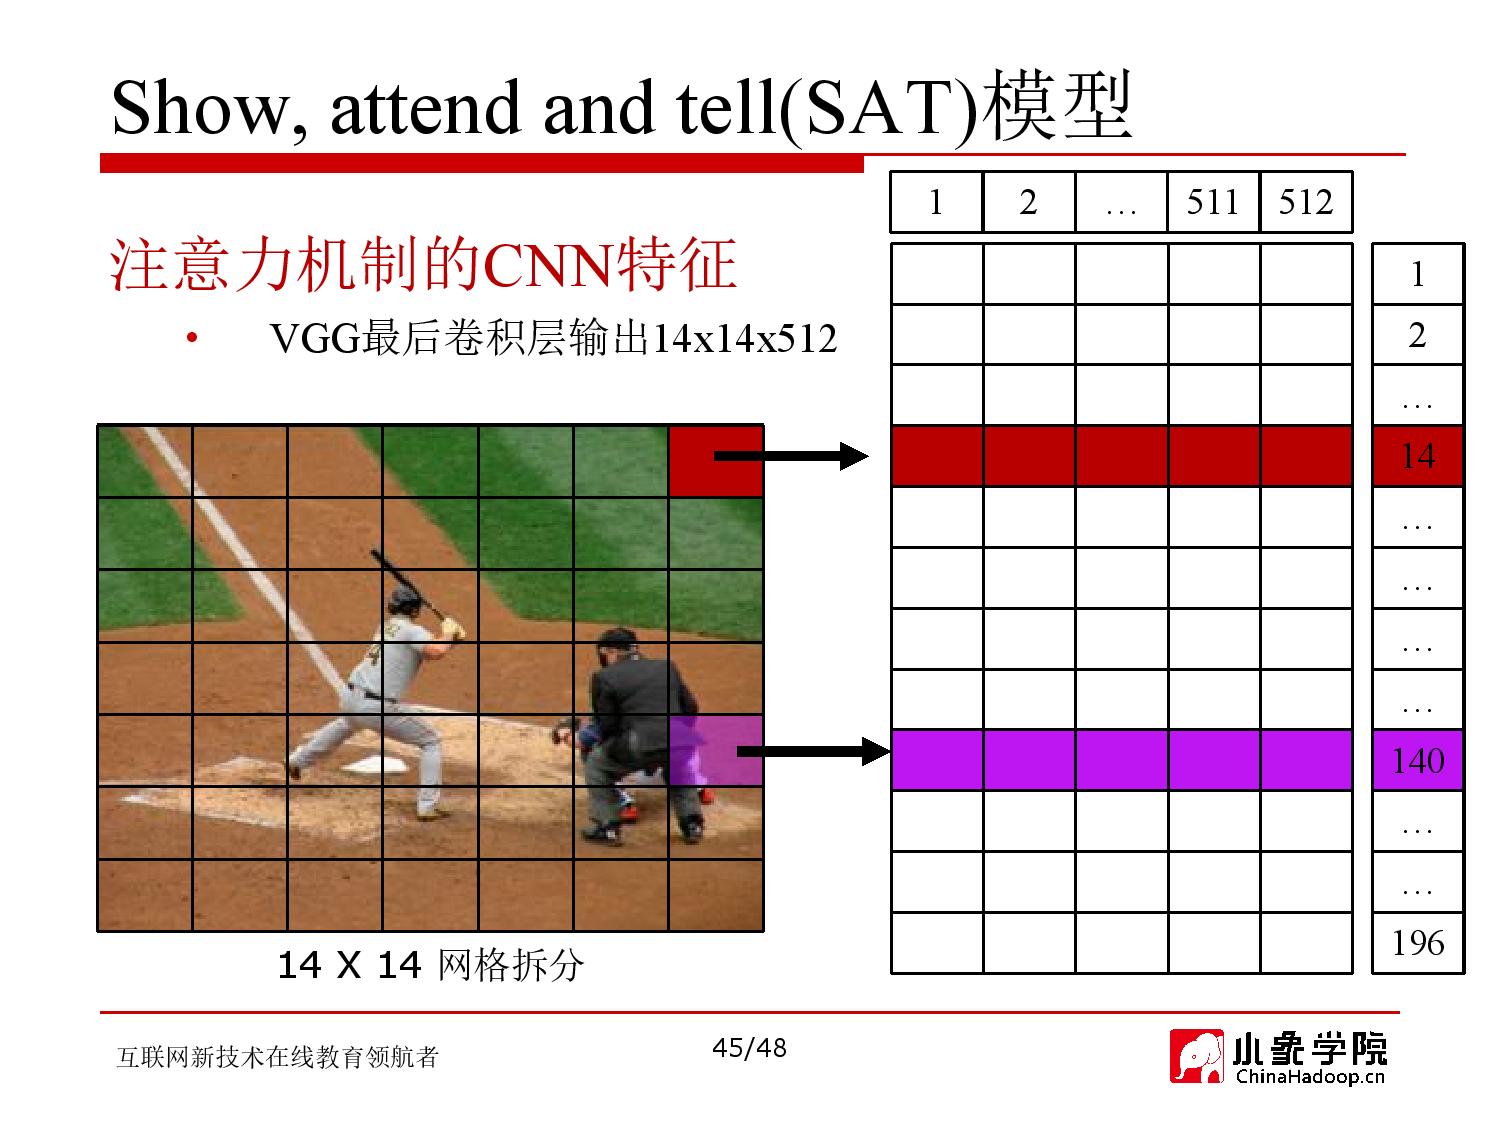 Show, attend and tell(SAT)模型
注意力机制的CNN特征
• VGG最后卷积层输出14x14x512
1 2 … 511 512
1
2
…
14
…
…
…
…
140
…
…
196
14 X 14 网格拆分
互联网新技术在线教育领航者
45/48
小象学院
ChinaHadoop.cn